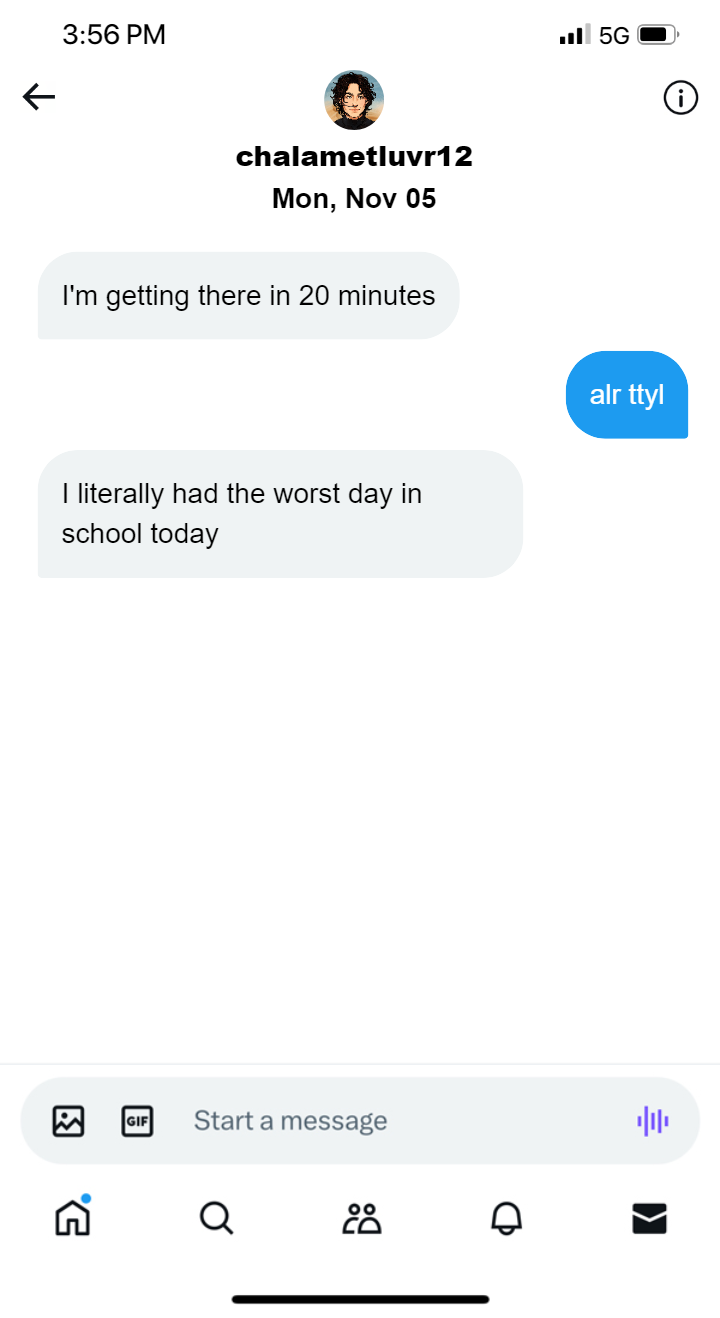 3:56 PM
5G
chalametluvr12
Mon, Nov 05
I'm getting there in 20 minutes
alr ttyl
I literally had the worst day in
school today
GIF
Start a message